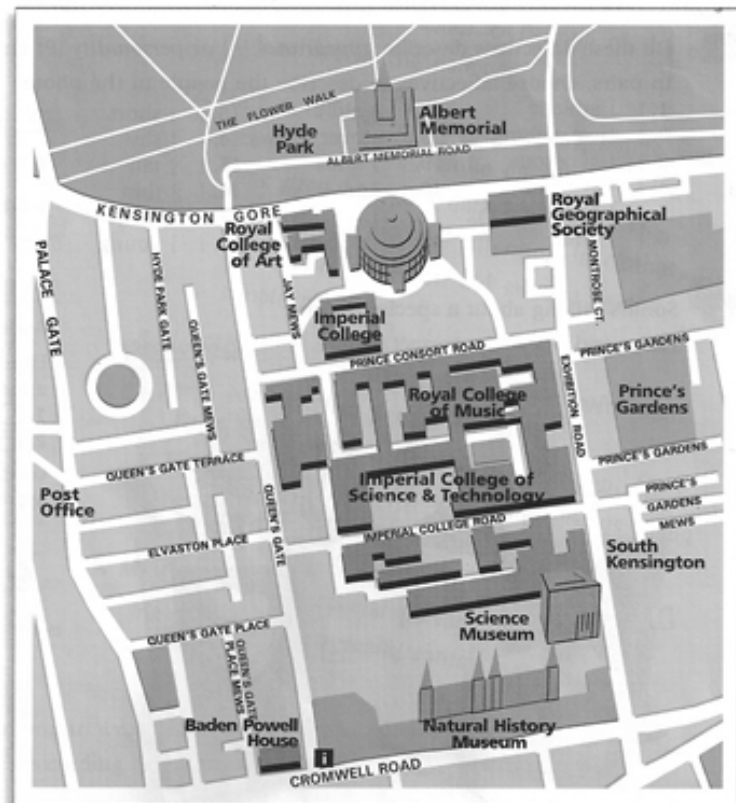 THE FLOWER WALK
Hyde
Park
Albert
Memorial
ALBERT MEMORIAL ROAD
KENSINGTON GORE
Royal
College
of Art
Royal
Geographical
Society
PALACE GATE
HYDE PARK GATE
QUEEN'S GATE MEWS
JAY MEWS
MONTROSE CT.
Imperial
College
PRINCE CONSORT ROAD
EXHIBITION ROAD
PRINCE'S GARDENS
Royal College
of Music
Prince's
Gardens
QUEEN'S GATE TERRACE
PRINCE'S GARDENS
Post
Office
QUEEN'S GATE
Imperial College of
Science & Technology
PRINCE'S
GARDENS
MEWS
IMPERIAL COLLEGE ROAD
ELVASTON PLACE
South
Kensington
Science
Museum
QUEEN'S GATE PLACE
QUEEN'S GATE
PLACE MEWS
Baden Powell
House
Natural History
Museum
i
CROMWELL ROAD